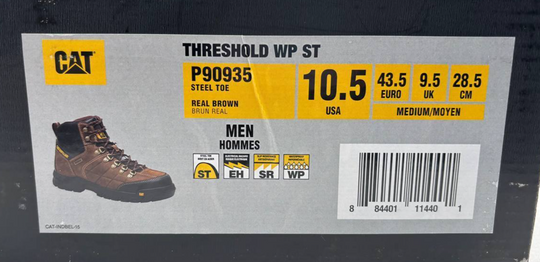 CAT
THRESHOLD WP ST
P90935
STEEL TOE
REAL BROWN
BRUN REAL
10.5
USA
43.5
EURO
9.5
UK
28.5
CM
MEDIUM/MOYEN
MEN
HOMMES
ST
EH
SR
WP
8 84401 11440 1